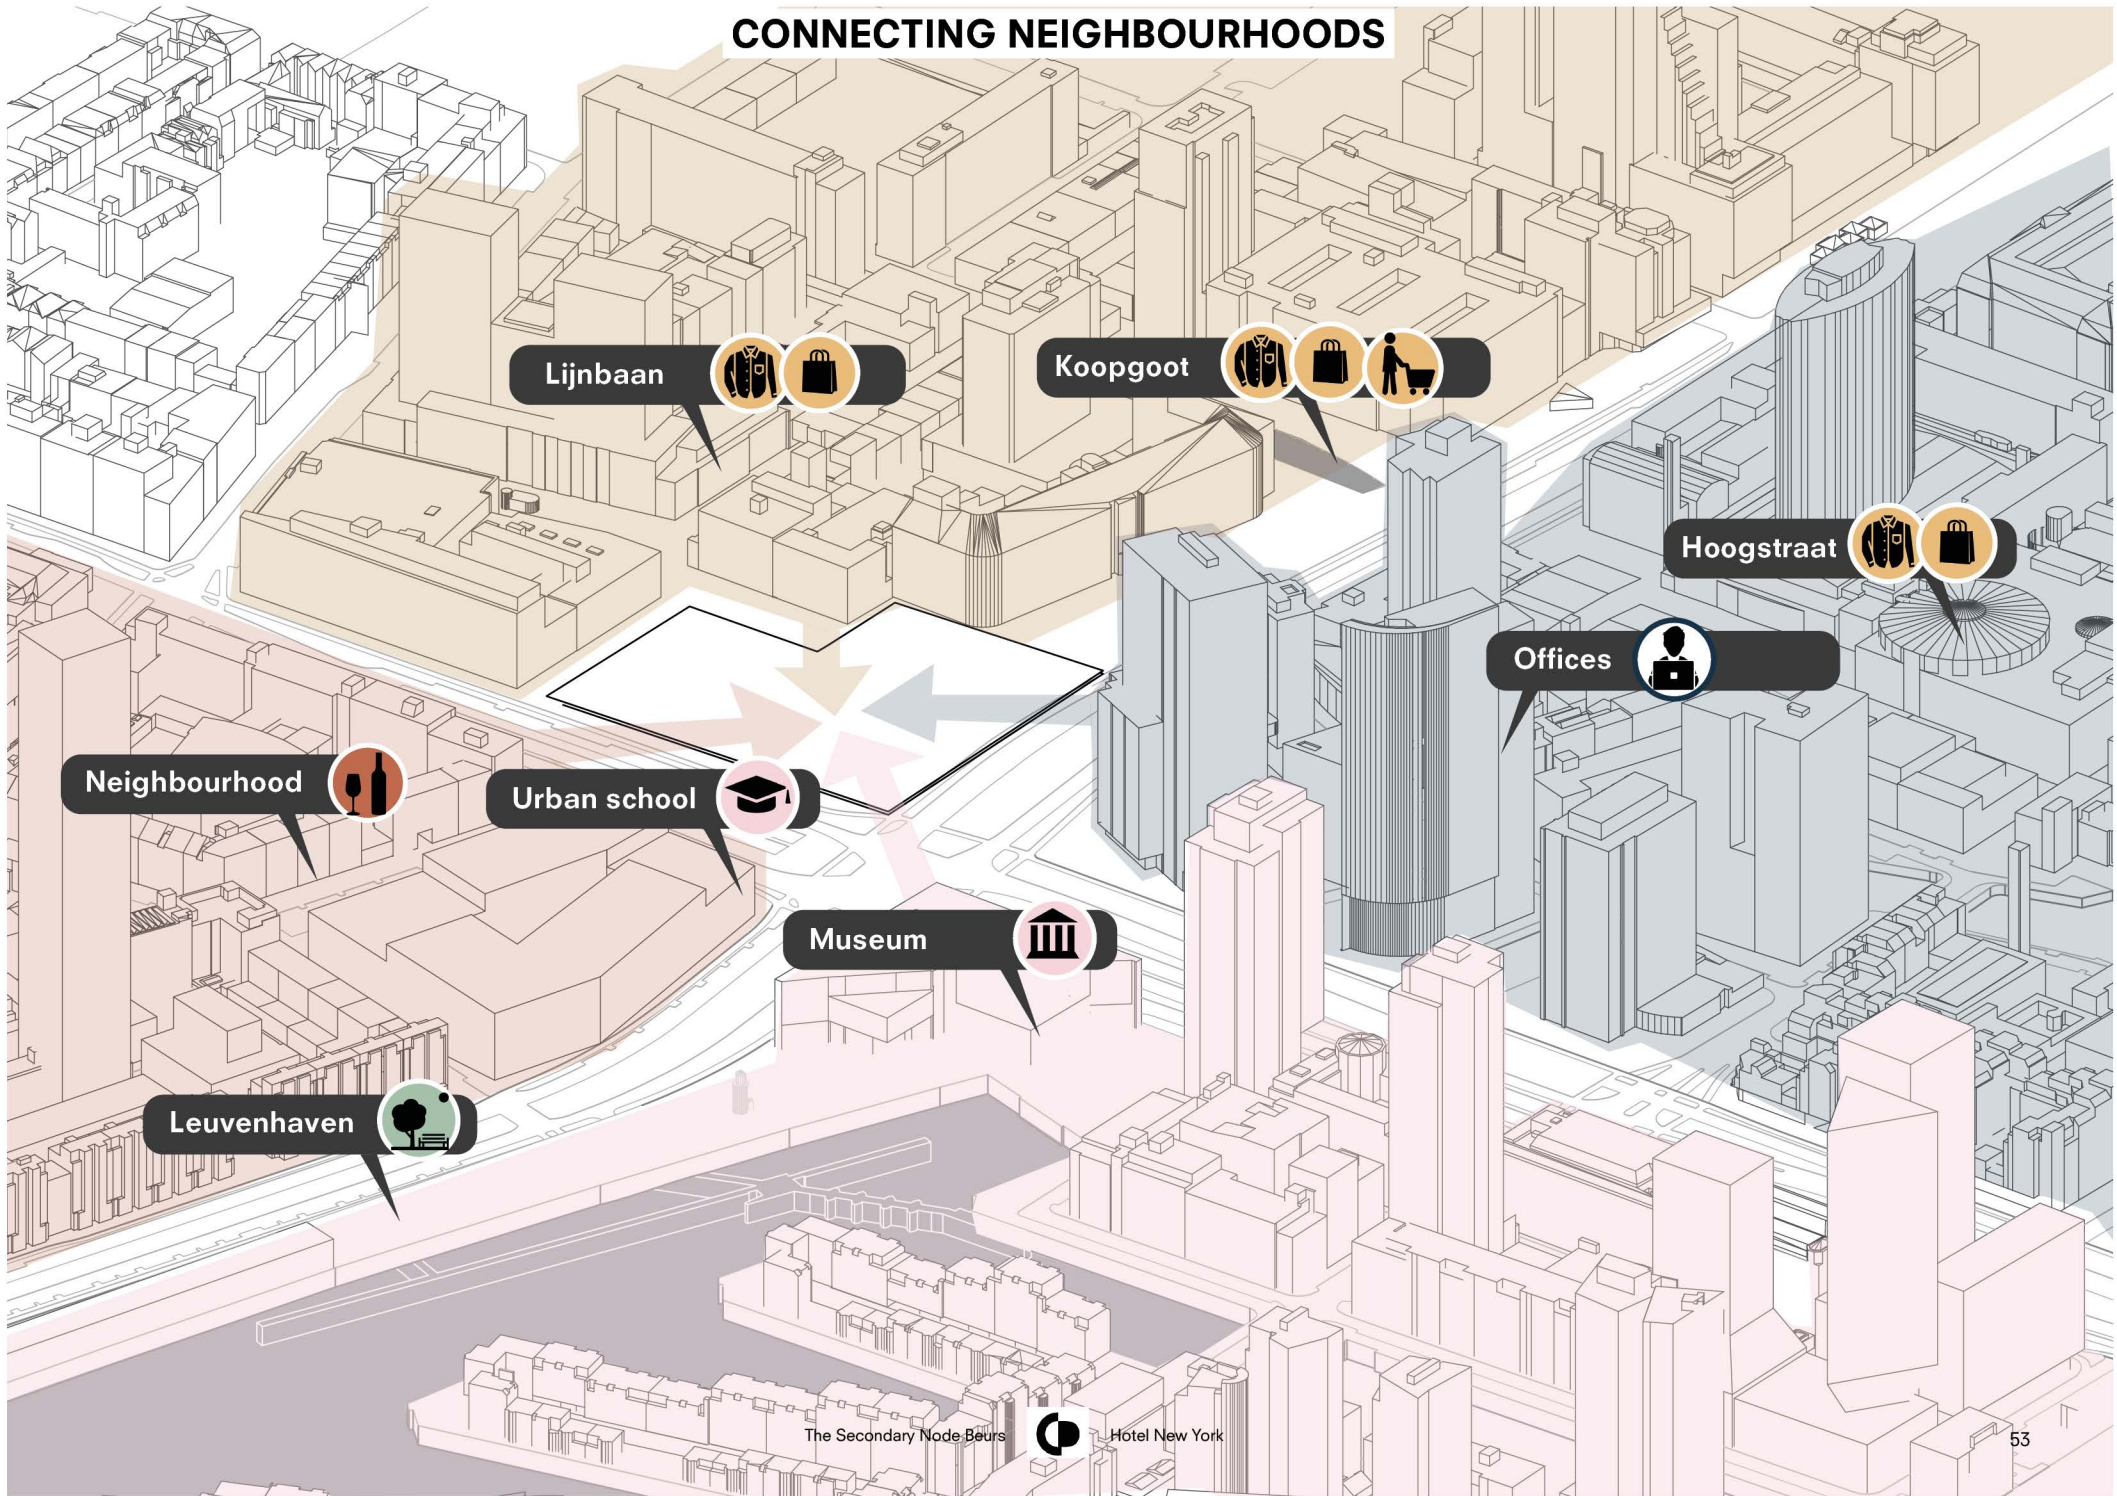 CONNECTING NEIGHBOURHOODS
Lijnbaan
Koopgoot
Hoogstraat
Offices
Neighbourhood
Urban school
Museum
Leuvenhaven
The Secondary Node Beurs
Hotel New York
53